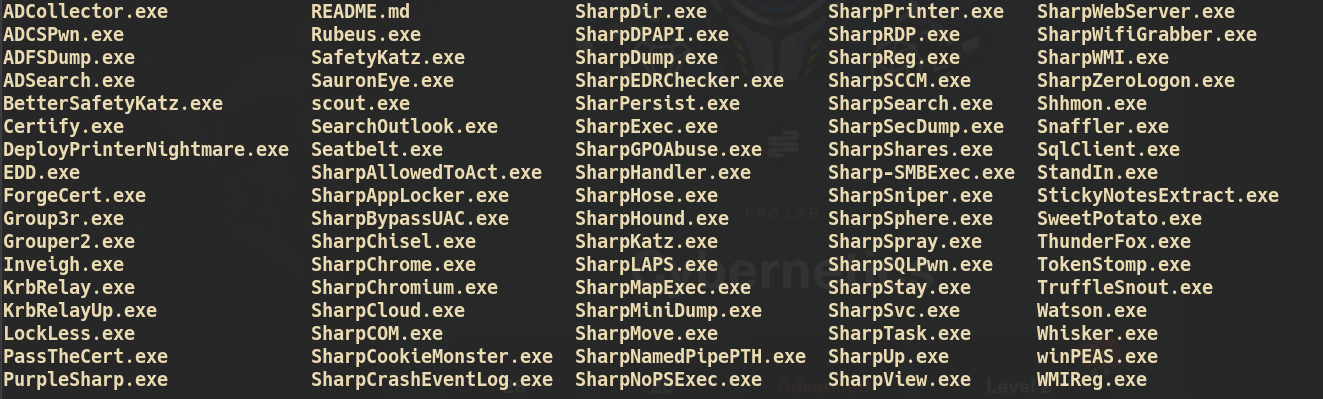 ADCollector.exe README.md SharpDir.exe SharpPrinter.exe SharpWebServer.exe
ADCSPwn.exe Rubeus.exe SharpDPAPI.exe SharpRDP.exe SharpWifiGrabber.exe
ADFSDump.exe SafetyKatz.exe SharpDump.exe SharpReg.exe SharpWMI.exe
ADSearch.exe SauronEye.exe SharpEDRChecker.exe SharpSCCM.exe SharpZeroLogon.exe
BetterSafetyKatz.exe scout.exe SharPersist.exe SharpSearch.exe Shhmon.exe
Certify.exe SearchOutlook.exe SharpExec.exe SharpSecDump.exe Snaffler.exe
DeployPrinterNightmare.exe Seatbelt.exe SharpGPOAbuse.exe SharpShares.exe SqlClient.exe
EDD.exe SharpAllowedToAct.exe SharpHandler.exe Sharp-SMBExec.exe StandIn.exe
ForgeCert.exe SharpAppLocker.exe SharpHose.exe SharpSniper.exe StickyNotesExtract.exe
Group3r.exe SharpBypassUAC.exe SharpHound.exe SharpSphere.exe SweetPotato.exe
PRO LAB
Grouper2.exe SharpChisel.exe SharpKatz.exe SharpSpray.exe ThunderFox.exe
Inveigh.exe SharpChrome.exe SharpLAPS.exe SharpSQLPwn.exe TokenStomp.exe
Cybernetics
KrbRelay.exe SharpChromium.exe SharpMapExec.exe SharpStay.exe TruffleSnout.exe
KrbRelayUp.exe SharpCloud.exe SharpMiniDump.exe SharpSvc.exe Watson.exe
LockLess.exe SharpCOM.exe SharpMove.exe SharpTask.exe Whisker.exe
PassTheCert.exe SharpCookieMonster.exe SharpNamedPipePTH.exe SharpUp.exe winPEAS.exe
PurpleSharp.exe SharpCrashEventLog.exe SharpNoPSExec.exe SharpView.exe WMIReg.exe